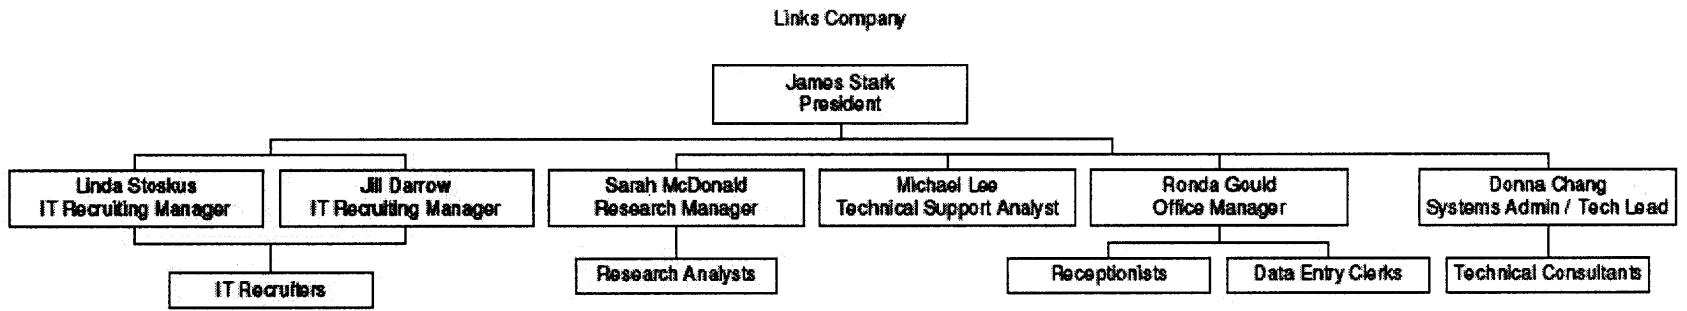 Links Company
James Stark
President
Linda Stoskus
IT Recruiting Manager
Jill Darrow
IT Recruiting Manager
Sarah McDonald
Research Manager
Michael Lee
Technical Support Analyst
Ronda Gould
Office Manager
Donna Chang
Systems Admin / Tech Lead
IT Recruiters
Research Analysts
Receptionists
Data Entry Clerks
Technical Consultants